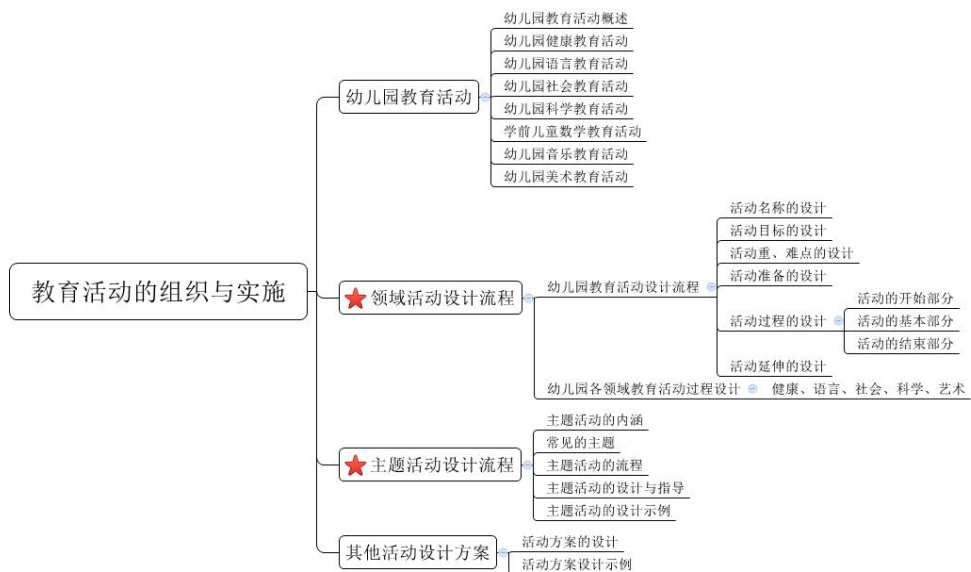 教育活动的组织与实施
幼儿园教育活动
幼儿园教育活动概述
幼儿园健康教育活动
幼儿园语言教育活动
幼儿园社会教育活动
幼儿园科学教育活动
学前儿童数学教育活动
幼儿园音乐教育活动
幼儿园美术教育活动
领域活动设计流程
幼儿园教育活动设计流程
活动名称的设计
活动目标的设计
活动重、难点的设计
活动准备的设计
活动过程的设计
活动的开始部分
活动的基本部分
活动的结束部分
活动延伸的设计
幼儿园各领域教育活动过程设计
健康、语言、社会、科学、艺术
主题活动设计流程
主题活动的内涵
常见的主题
主题活动的流程
主题活动的设计与指导
主题活动的设计示例
其他活动设计方案
活动方案的设计
活动方案设计示例